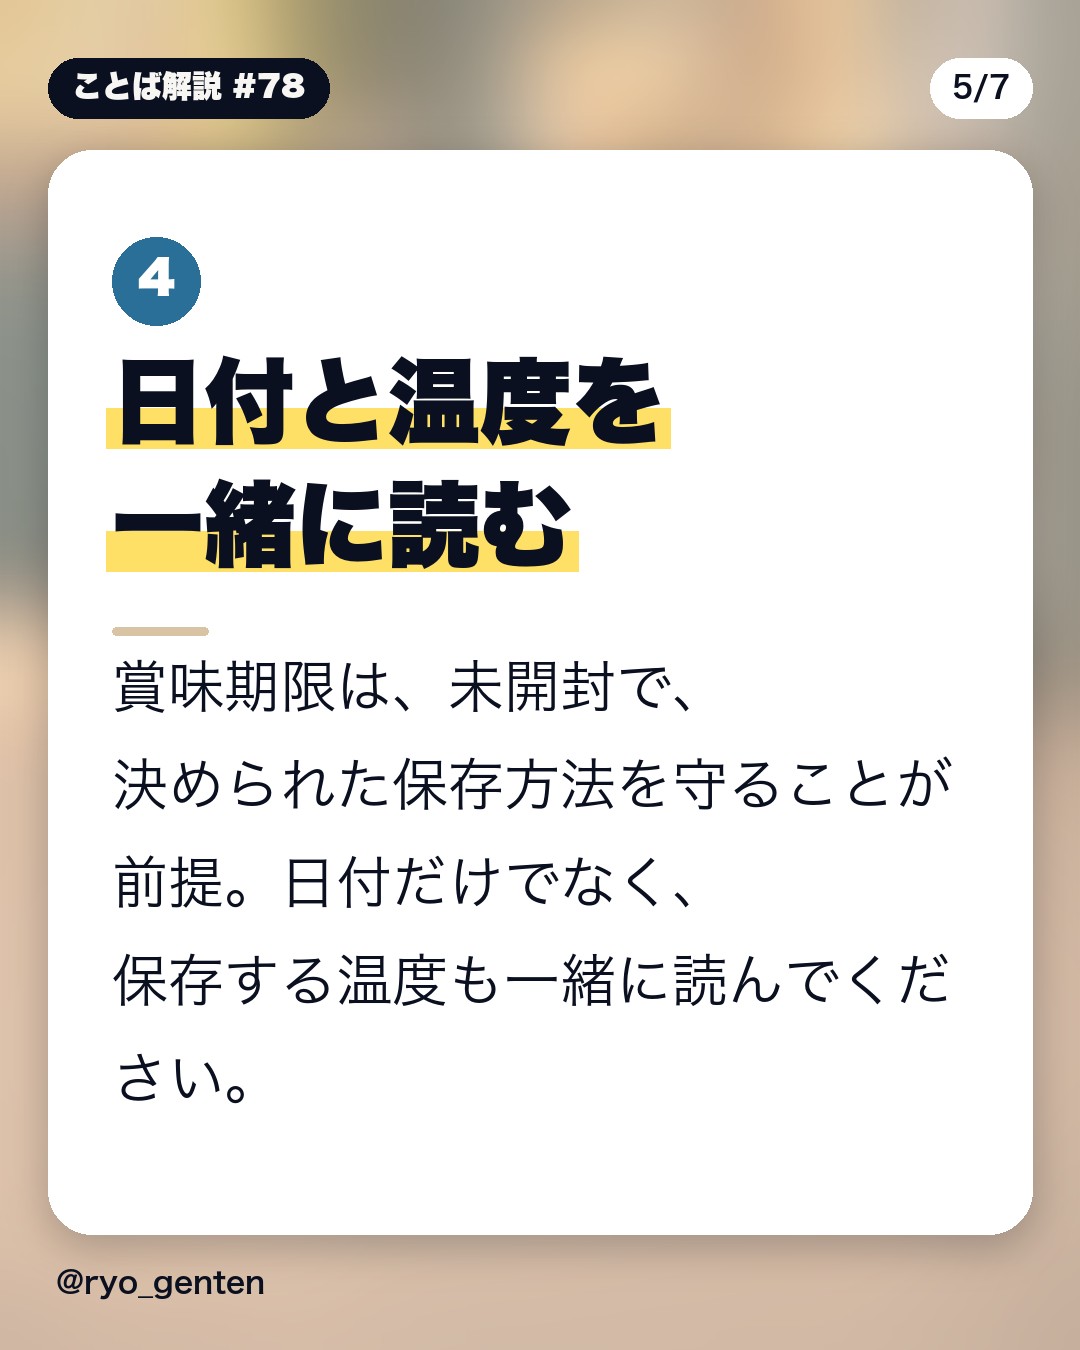 ことば解説 #78
5/7
4
日付と温度を
一緒に読む
賞味期限は、未開封で、
決められた保存方法を守ることが
前提。日付だけでなく、
保存する温度も一緒に読んでくだ
さい。
@ryo_genten